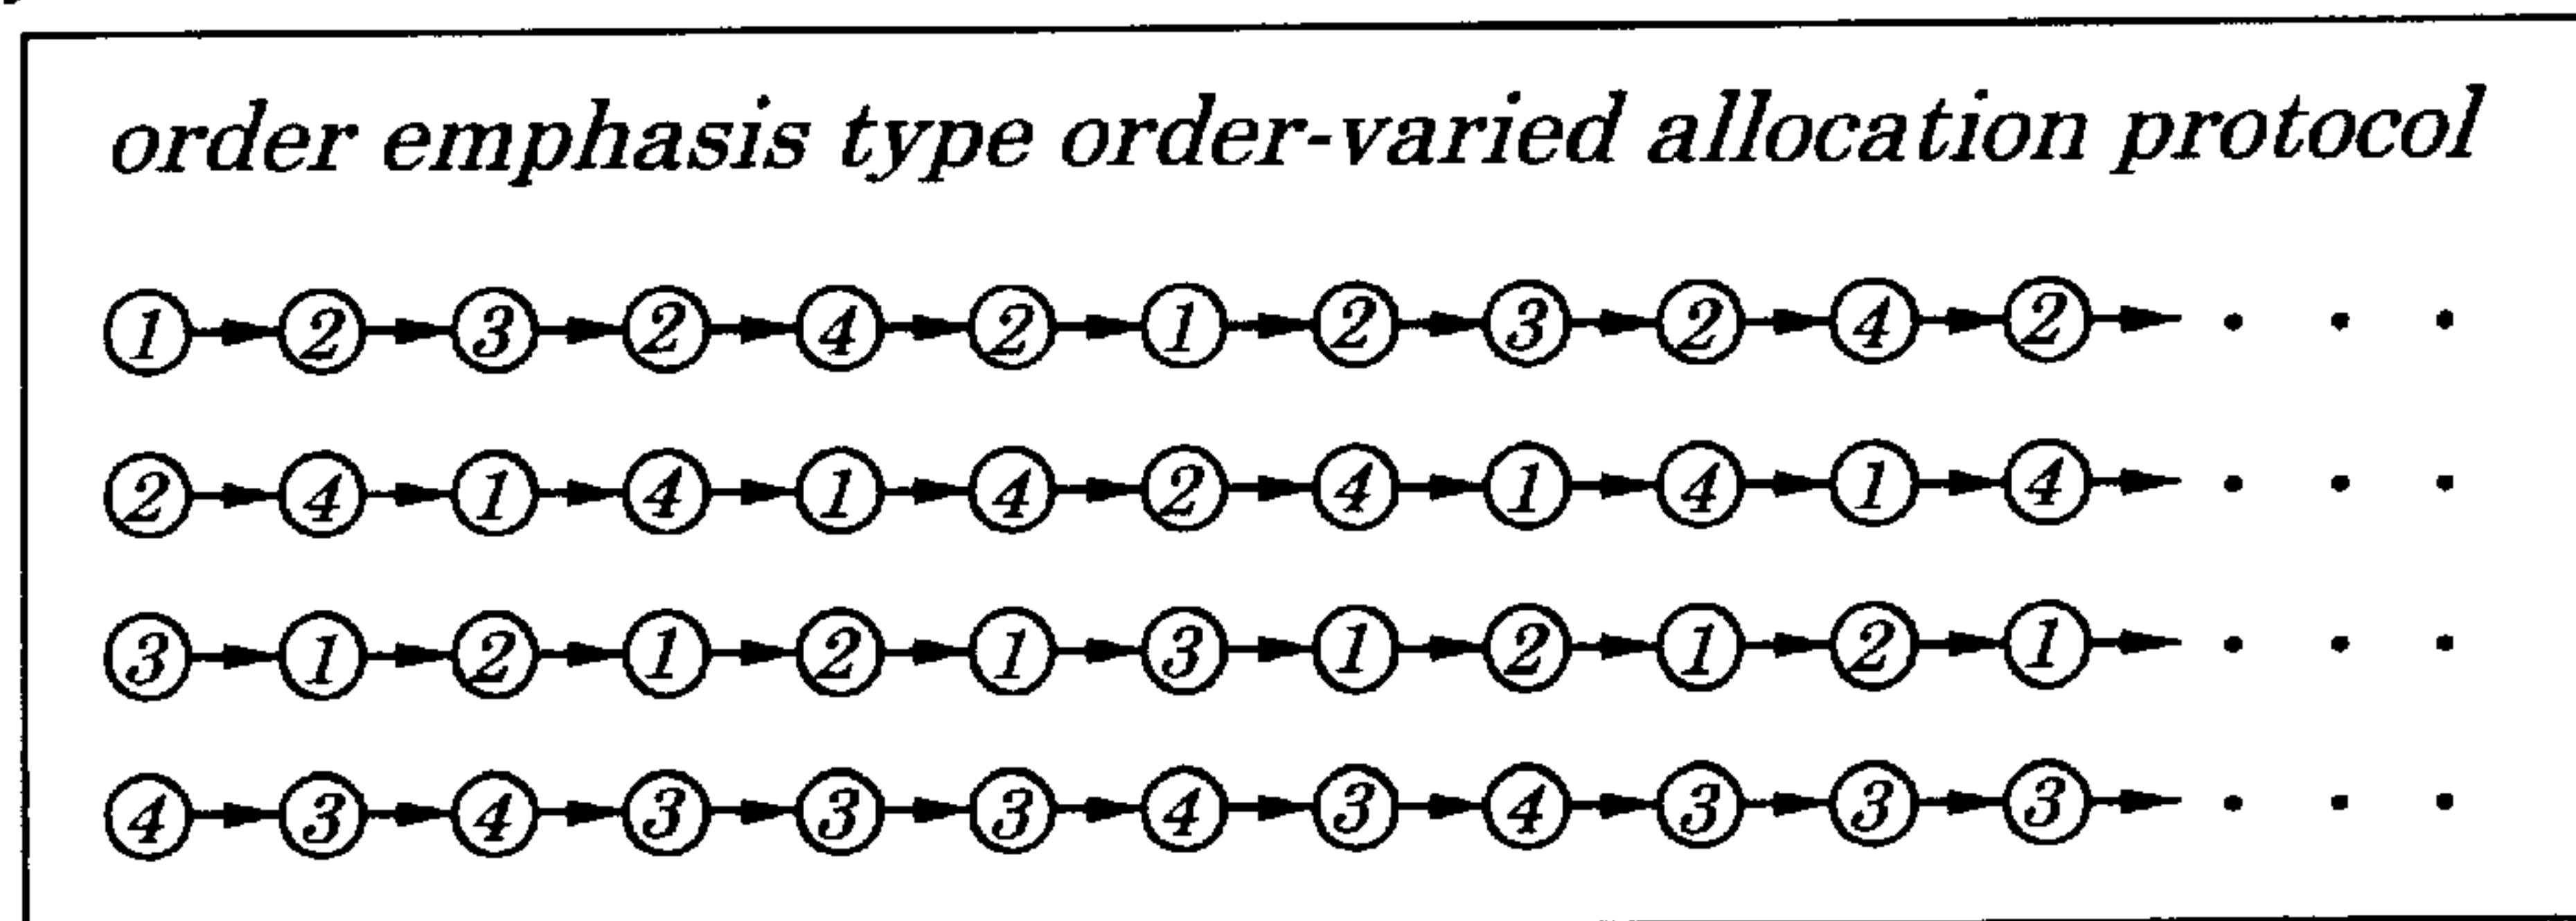 order emphasis type order-varied allocation protocol
1 2 3 2 4 2 1 2 3 2 4 2 . . .
2 4 1 4 1 4 2 4 1 4 1 4 . . .
3 1 2 1 2 1 3 1 2 1 2 1 . . .
4 3 4 3 3 3 4 3 4 3 3 3 . . .